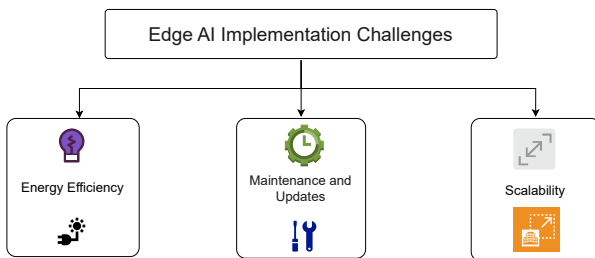 Edge AI Implementation Challenges
Energy Efficiency
Maintenance and
Updates
Scalability